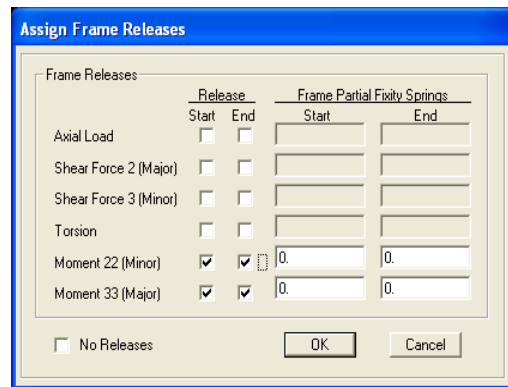 Assign Frame Releases
Frame Releases
Release Frame Partial Fixity Springs
Start End Start End
Axial Load
Shear Force 2 (Major)
Shear Force 3 (Minor)
Torsion
Moment 22 (Minor) 0. 0.
Moment 33 (Major) 0. 0.
No Releases OK Cancel